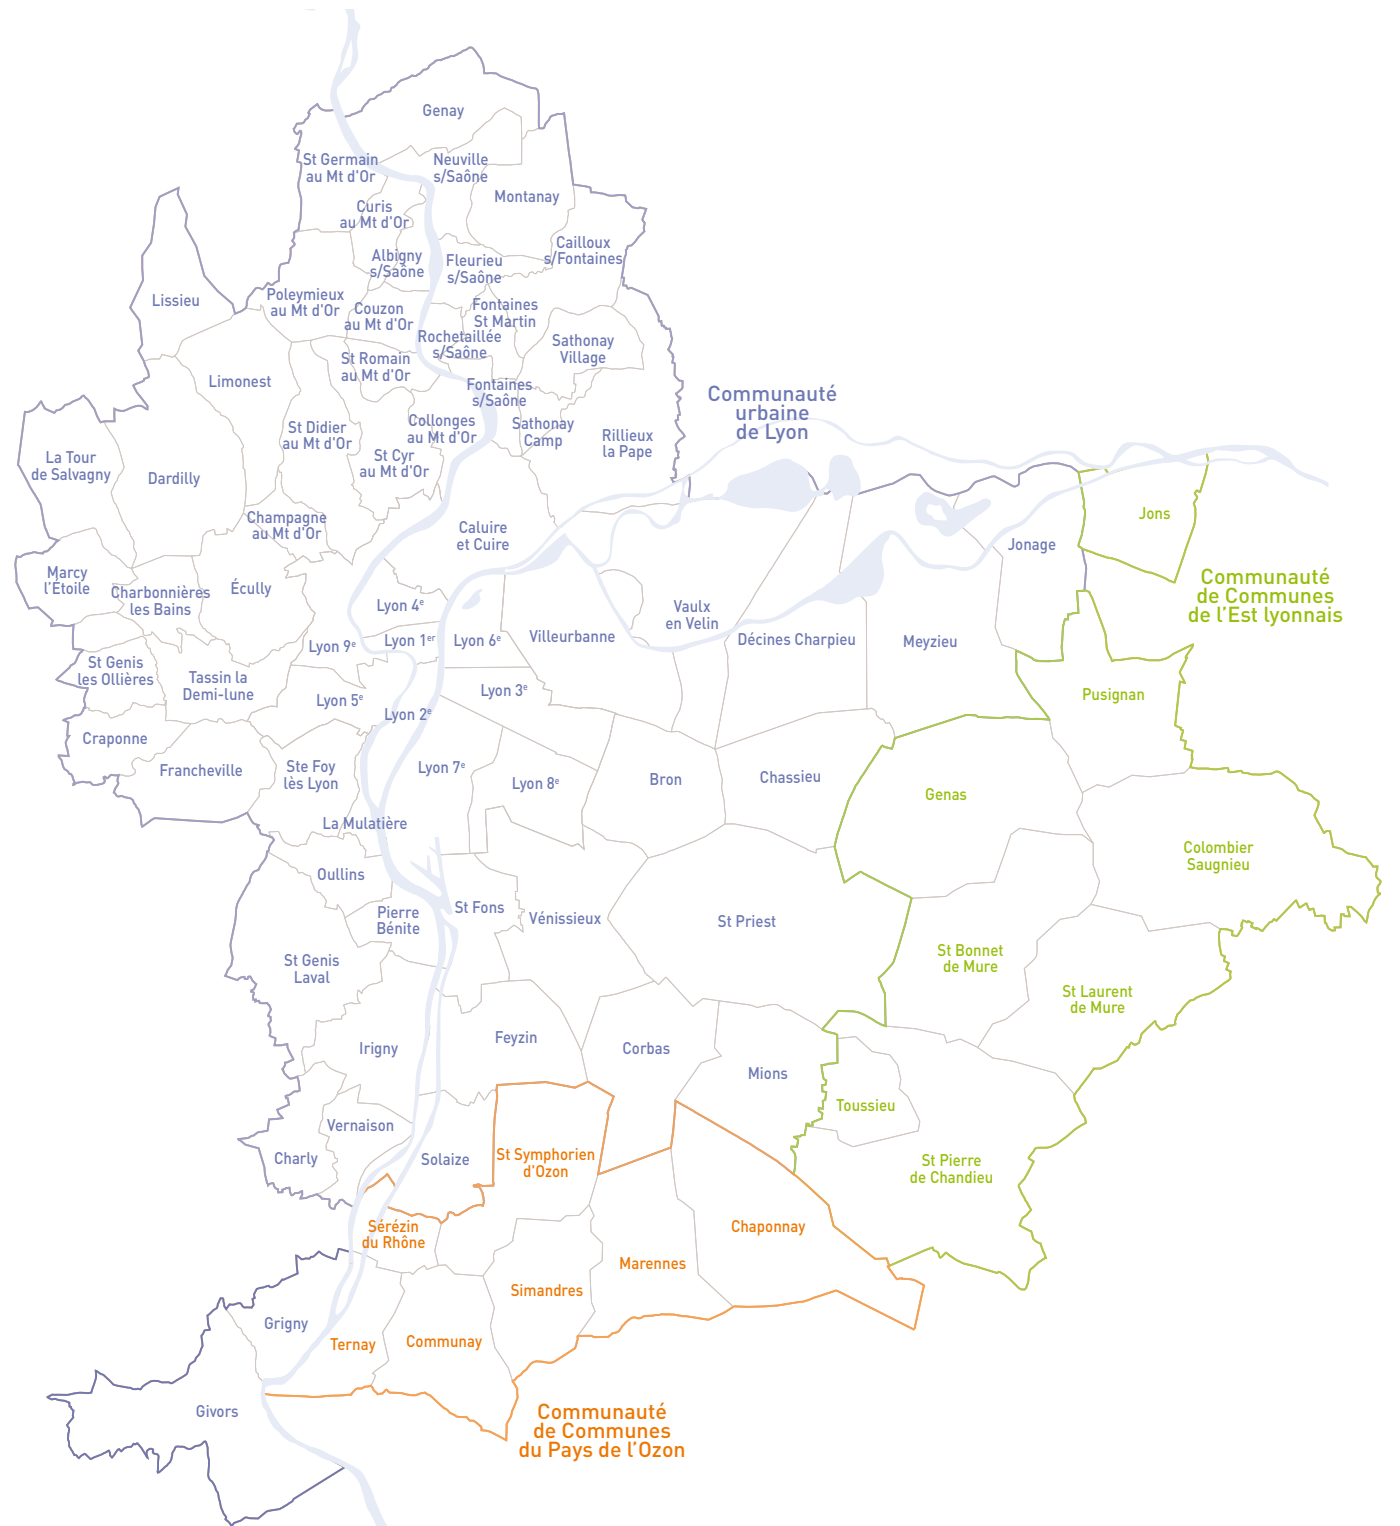 Genay
St Germain
au Mt d'Or
Neuville
s/Saône
Montanay
Curis
au Mt d'Or
Cailloux
s/Fontaines
Albigny
s/Saône
Fleurieu
s/Saône
Lissieu
Poleymieux
au Mt d'Or
Couzon
au Mt d'Or
Fontaines
St Martin
Rochetaillée
s/Saône
Sathonay
Village
St Romain
au Mt d'Or
Limonest
Fontaines
s/Saône
Communauté
urbaine
de Lyon
St Didier
au Mt d'Or
Collonges
au Mt d'Or
Sathonay
Camp
Rillieux
la Pape
St Cyr
au Mt d'Or
La Tour
de Salvagny
Dardilly
Champagne
au Mt d'Or
Caluire
et Cuire
Jons
Jonage
Communauté
de Communes
de l'Est lyonnais
Marcy
l'Étoile
Charbonnières
les Bains
Écully
Lyon 4e
Vaulx
en Velin
Lyon 9e
Lyon 1er
Lyon 6e
Villeurbanne
Décines Charpieu
Meyzieu
St Genis
les Ollières
Tassin la
Demi-lune
Lyon 5e
Lyon 3e
Lyon 2e
Pusignan
Craponne
Francheville
Ste Foy
lès Lyon
Lyon 7e
Lyon 8e
Bron
Chassieu
Genas
La Mulatière
Colombier
Saugnieu
Oullins
Pierre
Bénite
St Fons
Vénissieux
St Priest
St Bonnet
de Mure
St Genis
Laval
St Laurent
de Mure
Irigny
Feyzin
Corbas
Mions
Toussieu
Vernaison
Charly
Solaize
St Symphorien
d'Ozon
St Pierre
de Chandieu
Sérézin
du Rhône
Chaponnay
Marennes
Simandres
Grigny
Ternay
Communay
Givors
Communauté
de Communes
du Pays de l'Ozon